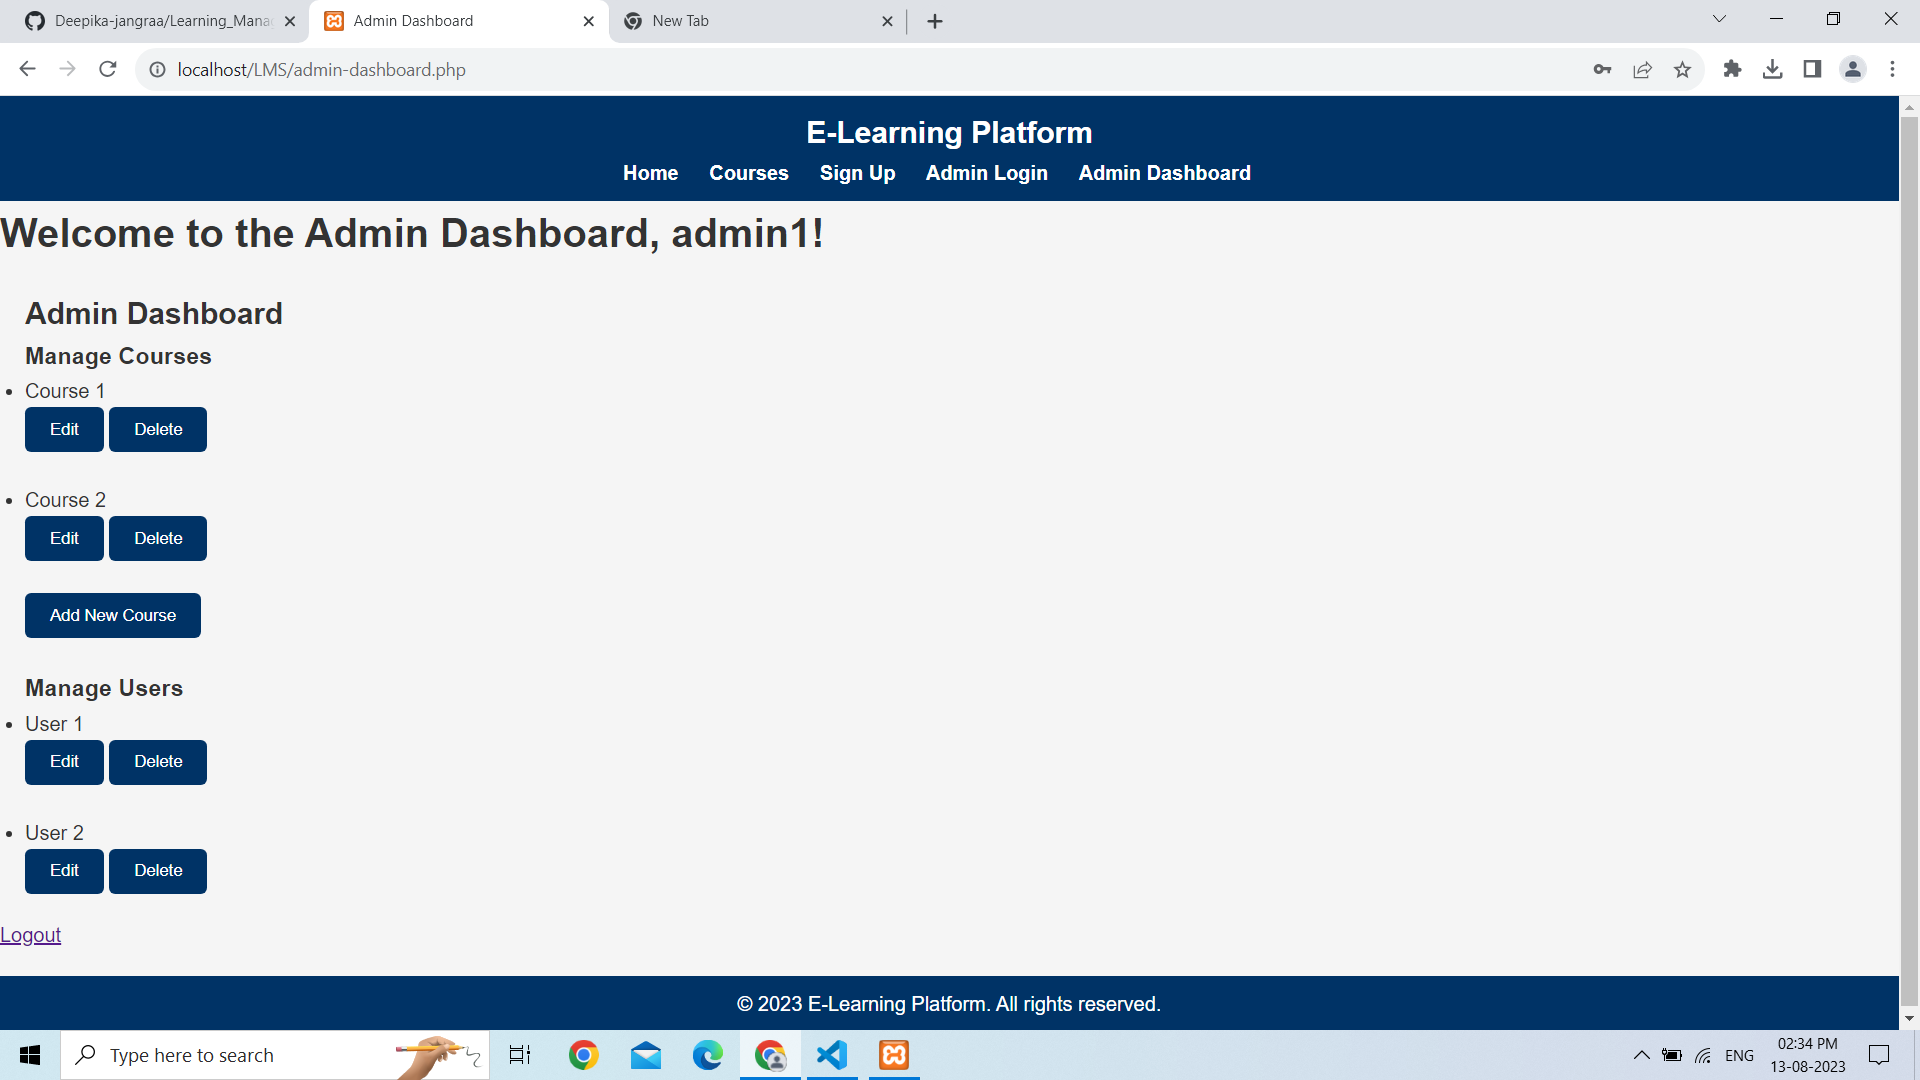 Deepika-jangraa/Learning_Mana
Admin Dashboard
New Tab
localhost/LMS/admin-dashboard.php
E-Learning Platform
Home Courses Sign Up Admin Login Admin Dashboard
Welcome to the Admin Dashboard, admin1!
Admin Dashboard
Manage Courses
Course 1
Edit Delete
Course 2
Edit Delete
Add New Course
Manage Users
User 1
Edit Delete
User 2
Edit Delete
Logout
© 2023 E-Learning Platform. All rights reserved.
Type here to search
ENG
02:34 PM
13-08-2023